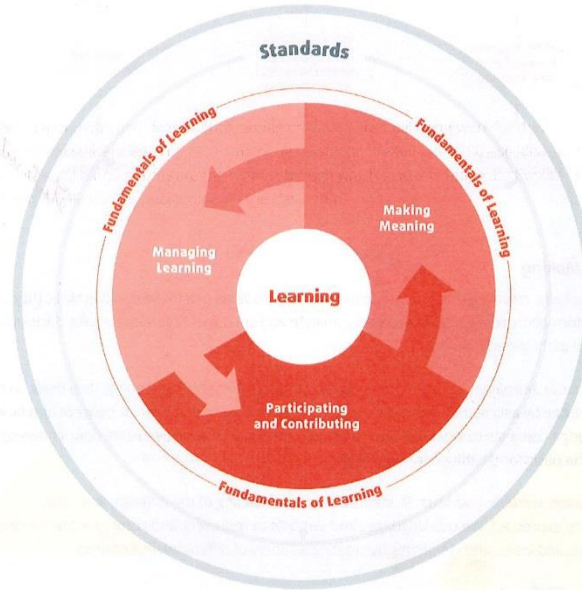 Standards
Fundamentals of Learning
Fundamentals of Learning
Making
Meaning
Managing
Learning
Learning
Participating
and Contributing
Fundamentals of Learning